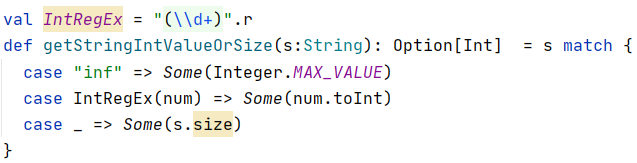 val IntRegEx = "(\\d+)".r
def getStringIntValueOrSize(s:String): Option[Int]  = s match {
  case "inf" => Some(Integer.MAX_VALUE)
  case IntRegEx(num) => Some(num.toInt)
  case _ => Some(s.size)
}